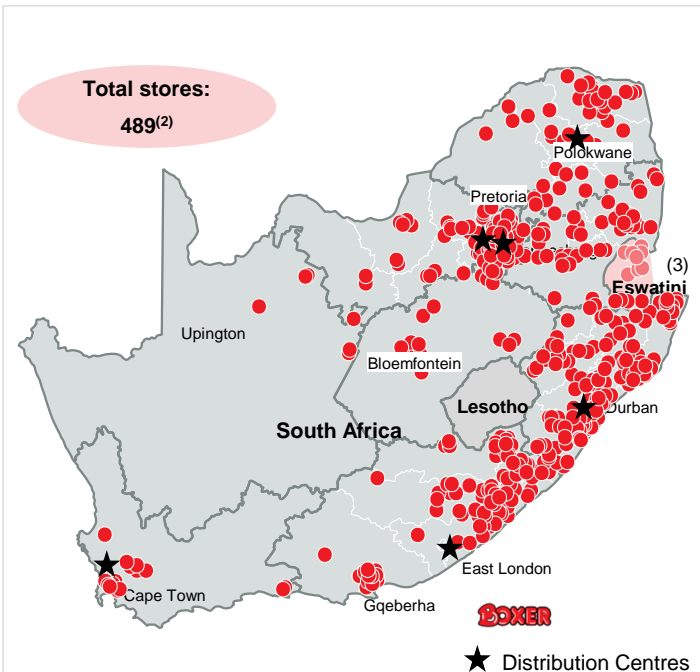 Total stores:
489(2)
Polokwane
Pretoria
(3)
Eswatini
Upington
Bloemfontein
Lesotho
Durban
South Africa
East London
Cape Town
Gqeberha
BOXER
Distribution Centres